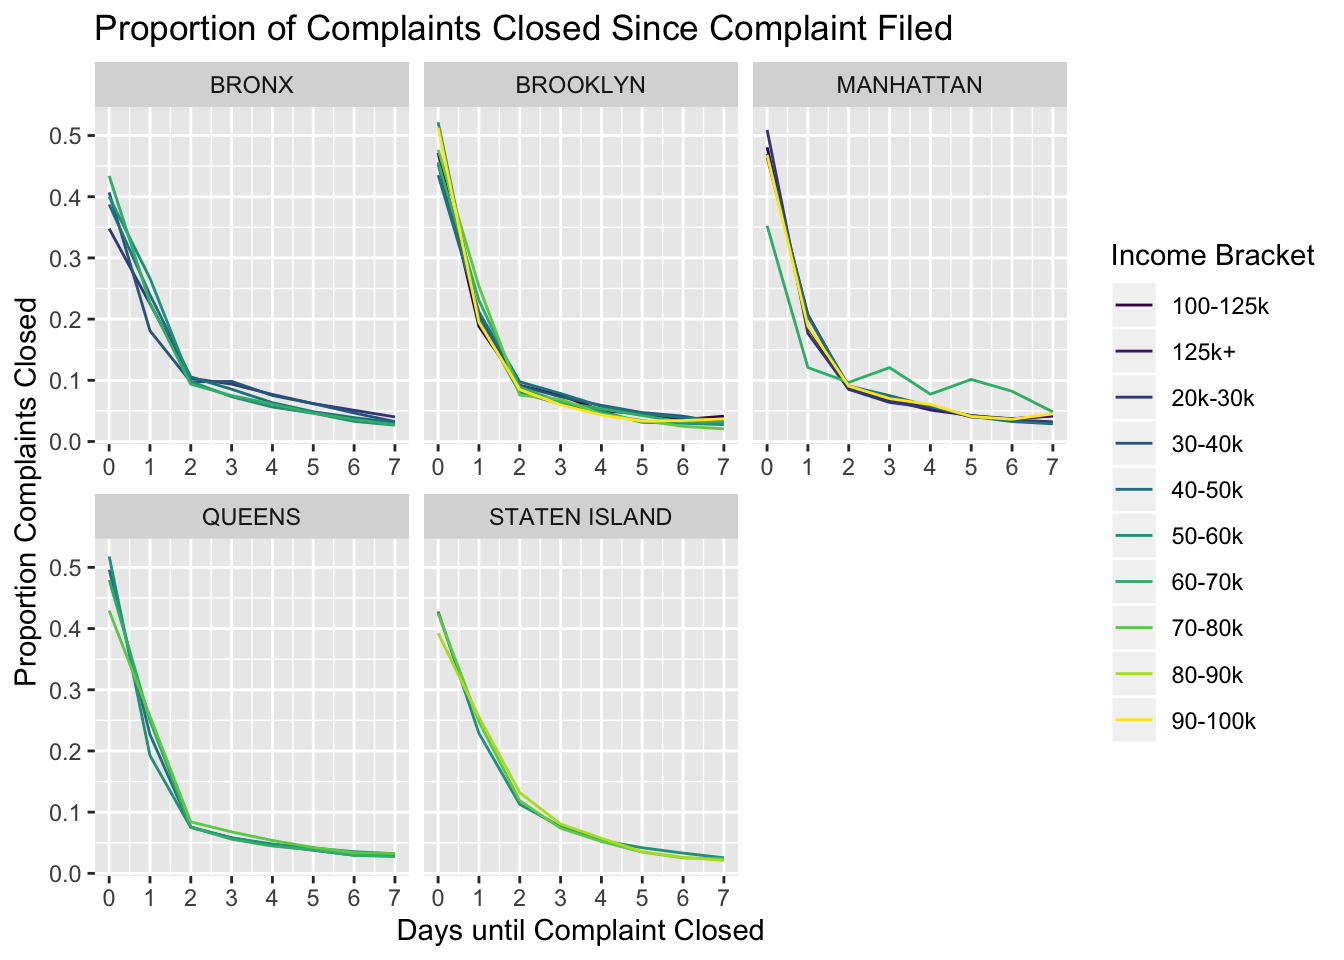 Proportion of Complaints Closed Since Complaint Filed
BRONX
BROOKLYN
MANHATTAN
0.5
0.4
0.3
0.2
0.1
0.0
0 1 2 3 4 5 6 7
0 1 2 3 4 5 6 7
0 1 2 3 4 5 6 7
QUEENS
STATEN ISLAND
0.5
0.4
0.3
0.2
0.1
0.0
0 1 2 3 4 5 6 7
0 1 2 3 4 5 6 7
Proportion Complaints Closed
Days until Complaint Closed
Income Bracket
100-125k
125k+
20k-30k
30-40k
40-50k
50-60k
60-70k
70-80k
80-90k
90-100k